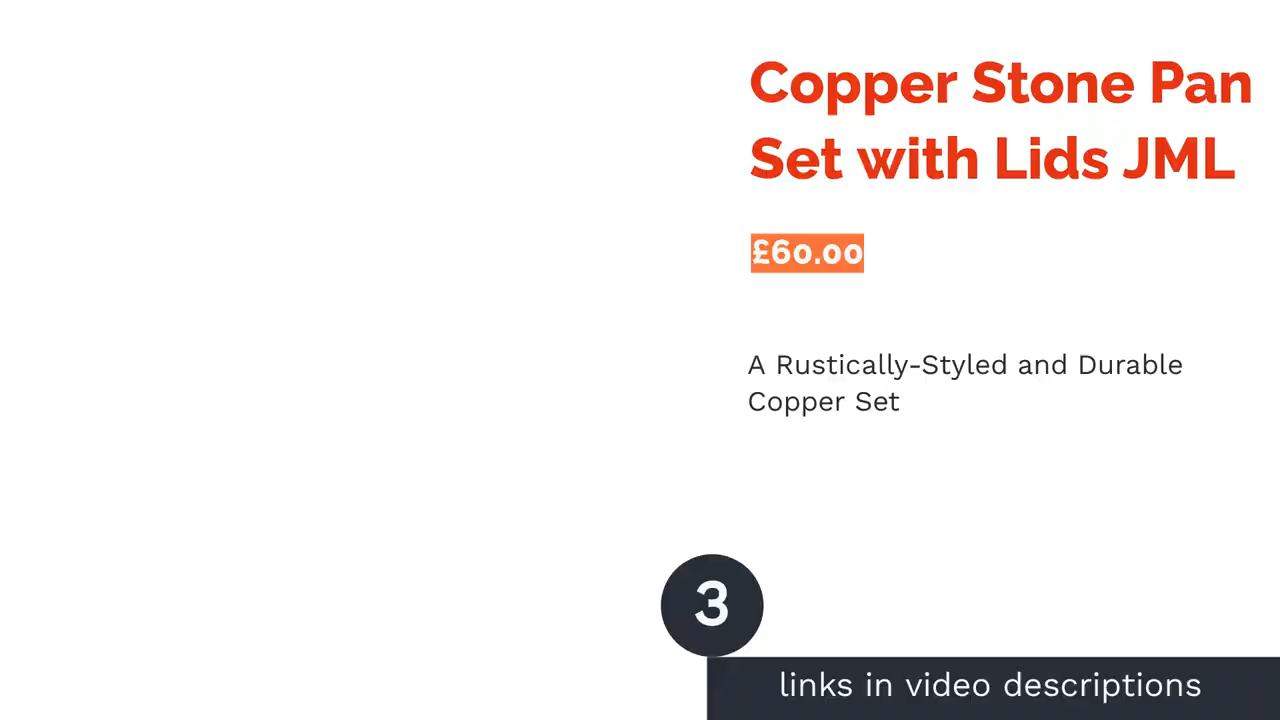 Copper Stone Pan
Set with Lids JML
£60.00
A Rustically-Styled and Durable
Copper Set
3
links in video descriptions